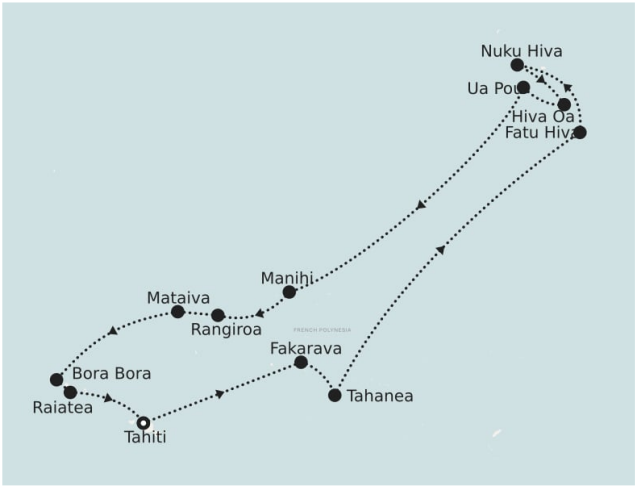 Nuku Hiva
Ua Pou
Hiva Oa
Fatu Hiva
Manihi
Mataiva
Rangiroa
FRENCH POLYNESIA
Fakarava
Bora Bora
Tahanea
Raiatea
Tahiti